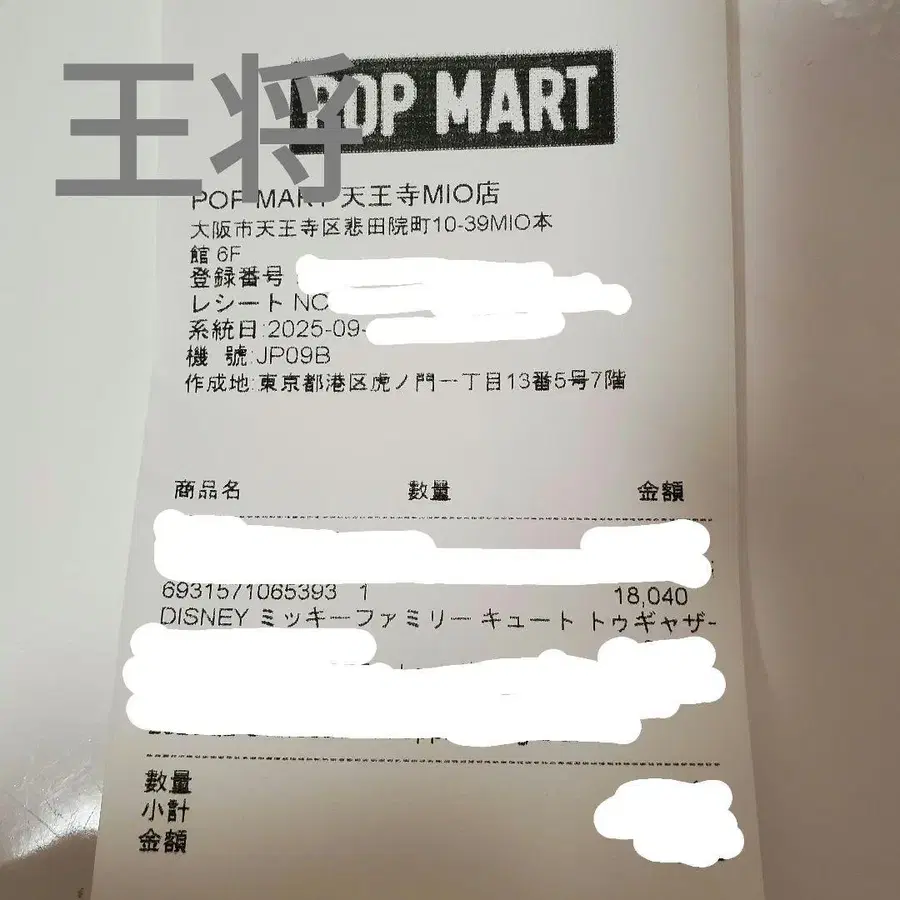 王将
POP MART
POP MART 天王寺MIO店
大阪市天王寺区悲田院町10-39MIO本
館 6F
登録番号
レシート NO
系統日:2025-09-
機 號:JP09B
作成地:東京都港区虎ノ門一丁目13番5号7階
商品名 數量 金額
6931571065393 1 18,040
DISNEY ミッキーファミリー キュート トゥギャザー
數量
小計
金額